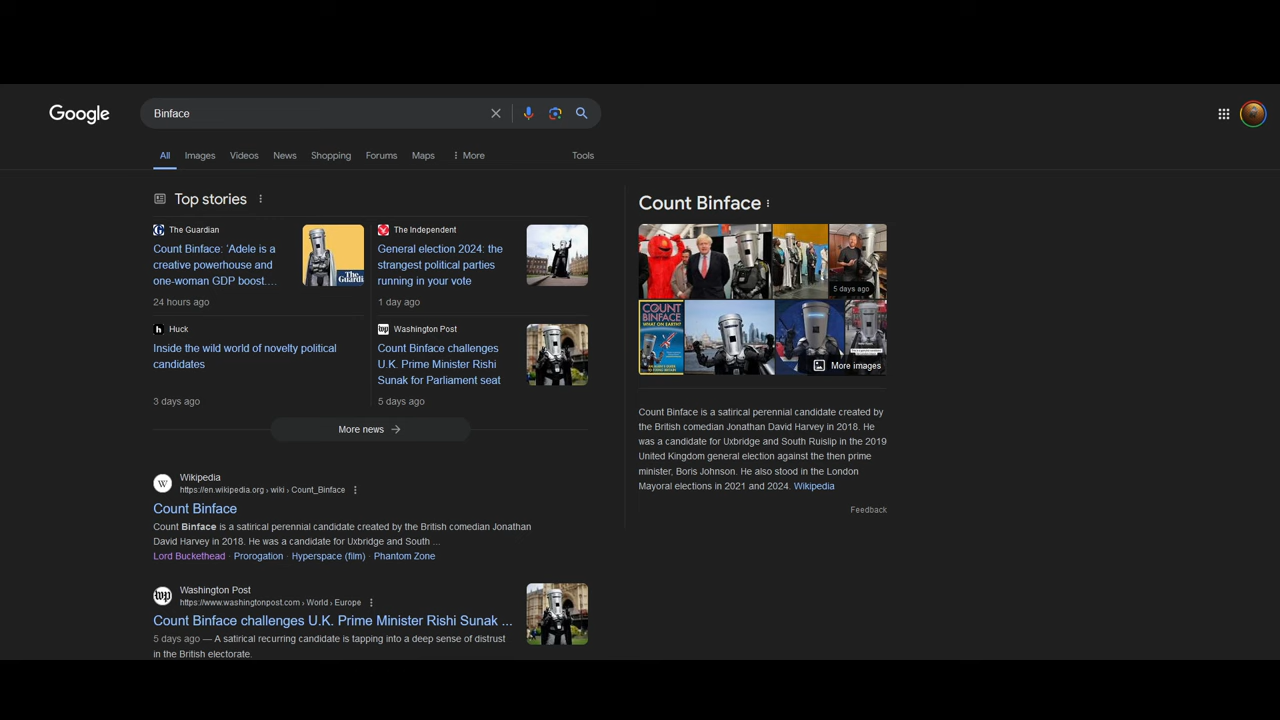 Google
Binface
All Images Videos News Shopping Forums Maps More Tools
Top stories
The Guardian
Count Binface: ‘Adele is a
creative powerhouse and
one-woman GDP boost....
24 hours ago
The
Guardi
The Independent
General election 2024: the
strangest political parties
running in your vote
1 day ago
Huck
Inside the wild world of novelty political
candidates
3 days ago
Washington Post
Count Binface challenges
U.K. Prime Minister Rishi
Sunak for Parliament seat
5 days ago
More news
Wikipedia
https://en.wikipedia.org › wiki › Count_Binface
Count Binface
Count Binface is a satirical perennial candidate created by the British comedian Jonathan
David Harvey in 2018. He was a candidate for Uxbridge and South ...
Lord Buckethead · Prorogation · Hyperspace (film) · Phantom Zone
Washington Post
https://www.washingtonpost.com › World › Europe
Count Binface challenges U.K. Prime Minister Rishi Sunak ...
5 days ago — A satirical recurring candidate is tapping into a deep sense of distrust
in the British electorate.
Count Binface
5 days ago
COUNT
BINFACE
WHAT ON EARTH?
More images
Count Binface is a satirical perennial candidate created by
the British comedian Jonathan David Harvey in 2018. He
was a candidate for Uxbridge and South Ruislip in the 2019
United Kingdom general election against the then prime
minister, Boris Johnson. He also stood in the London
Mayoral elections in 2021 and 2024. Wikipedia
Feedback